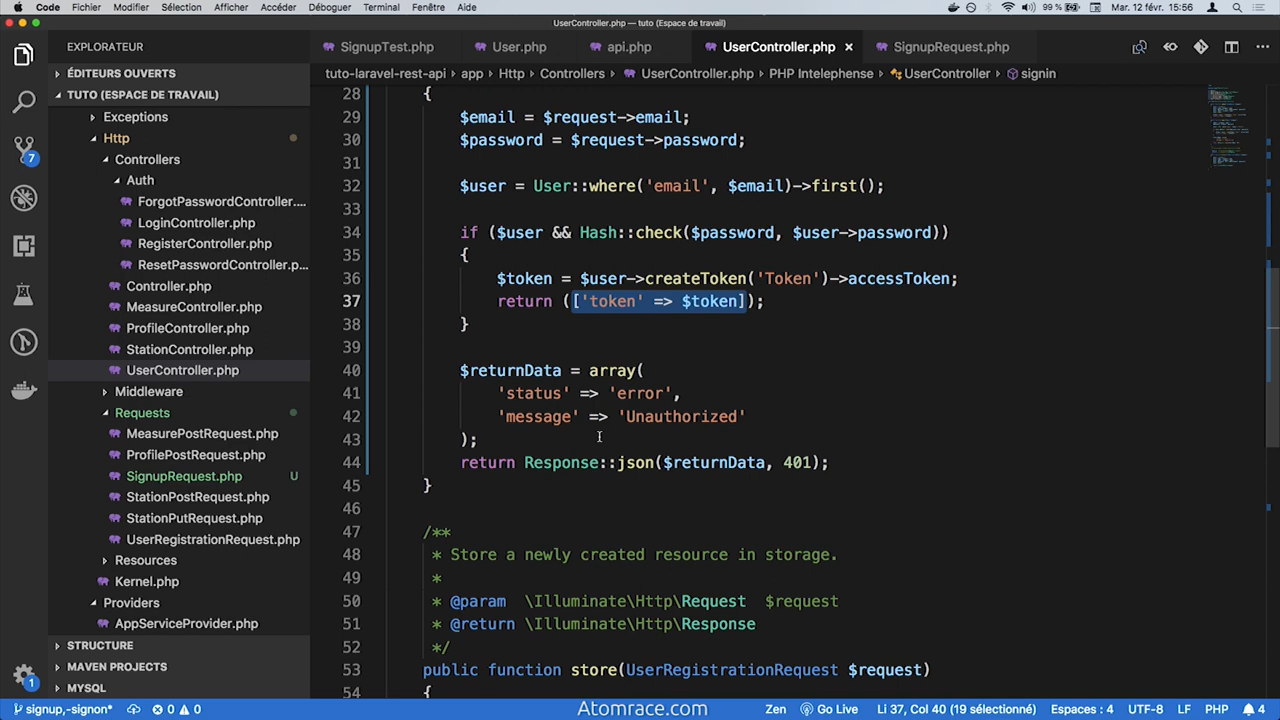 Code Fichier Modifier Sélection Afficher Accéder Déboguer Terminal Fenêtre Aide 99 % Mar. 12 févr. 15:56
UserController.php — tuto (Espace de travail)
EXPLORATEUR
SignupTest.php User.php api.php UserController.php × SignupRequest.php
tuto-laravel-rest-api › app › Http › Controllers › UserController.php › PHP Intelephense › UserController › signin
ÉDITEURS OUVERTS
TUTO (ESPACE DE TRAVAIL)
Exceptions
Http
Controllers
Auth
ForgotPasswordController....
LoginController.php
RegisterController.php
ResetPasswordController.p...
Controller.php
MeasureController.php
ProfileController.php
StationController.php
UserController.php
Middleware
Requests
MeasurePostRequest.php
ProfilePostRequest.php
SignupRequest.php U
StationPostRequest.php
StationPutRequest.php
UserRegistrationRequest.php
Resources
Kernel.php
Providers
AppServiceProvider.php
STRUCTURE
MAVEN PROJECTS
MYSQL
7
1
28 {
29 $email = $request->email;
30 $password = $request->password;
31
32 $user = User::where('email', $email)->first();
33
34 if ($user && Hash::check($password, $user->password))
35 {
36 $token = $user->createToken('Token')->accessToken;
37 return (['token' => $token]);
38 }
39
40 $returnData = array(
41 'status' => 'error',
42 'message' => 'Unauthorized'
43 );
44 return Response::json($returnData, 401);
45 }
46
47 /**
48 * Store a newly created resource in storage.
49 *
50 * @param \Illuminate\Http\Request $request
51 * @return \Illuminate\Http\Response
52 */
53 public function store(UserRegistrationRequest $request)
54 {
signup,-signon* 0 0 Atomrace.com Zen Go Live Li 37, Col 40 (19 sélectionné) Espaces : 4 UTF-8 LF PHP 4